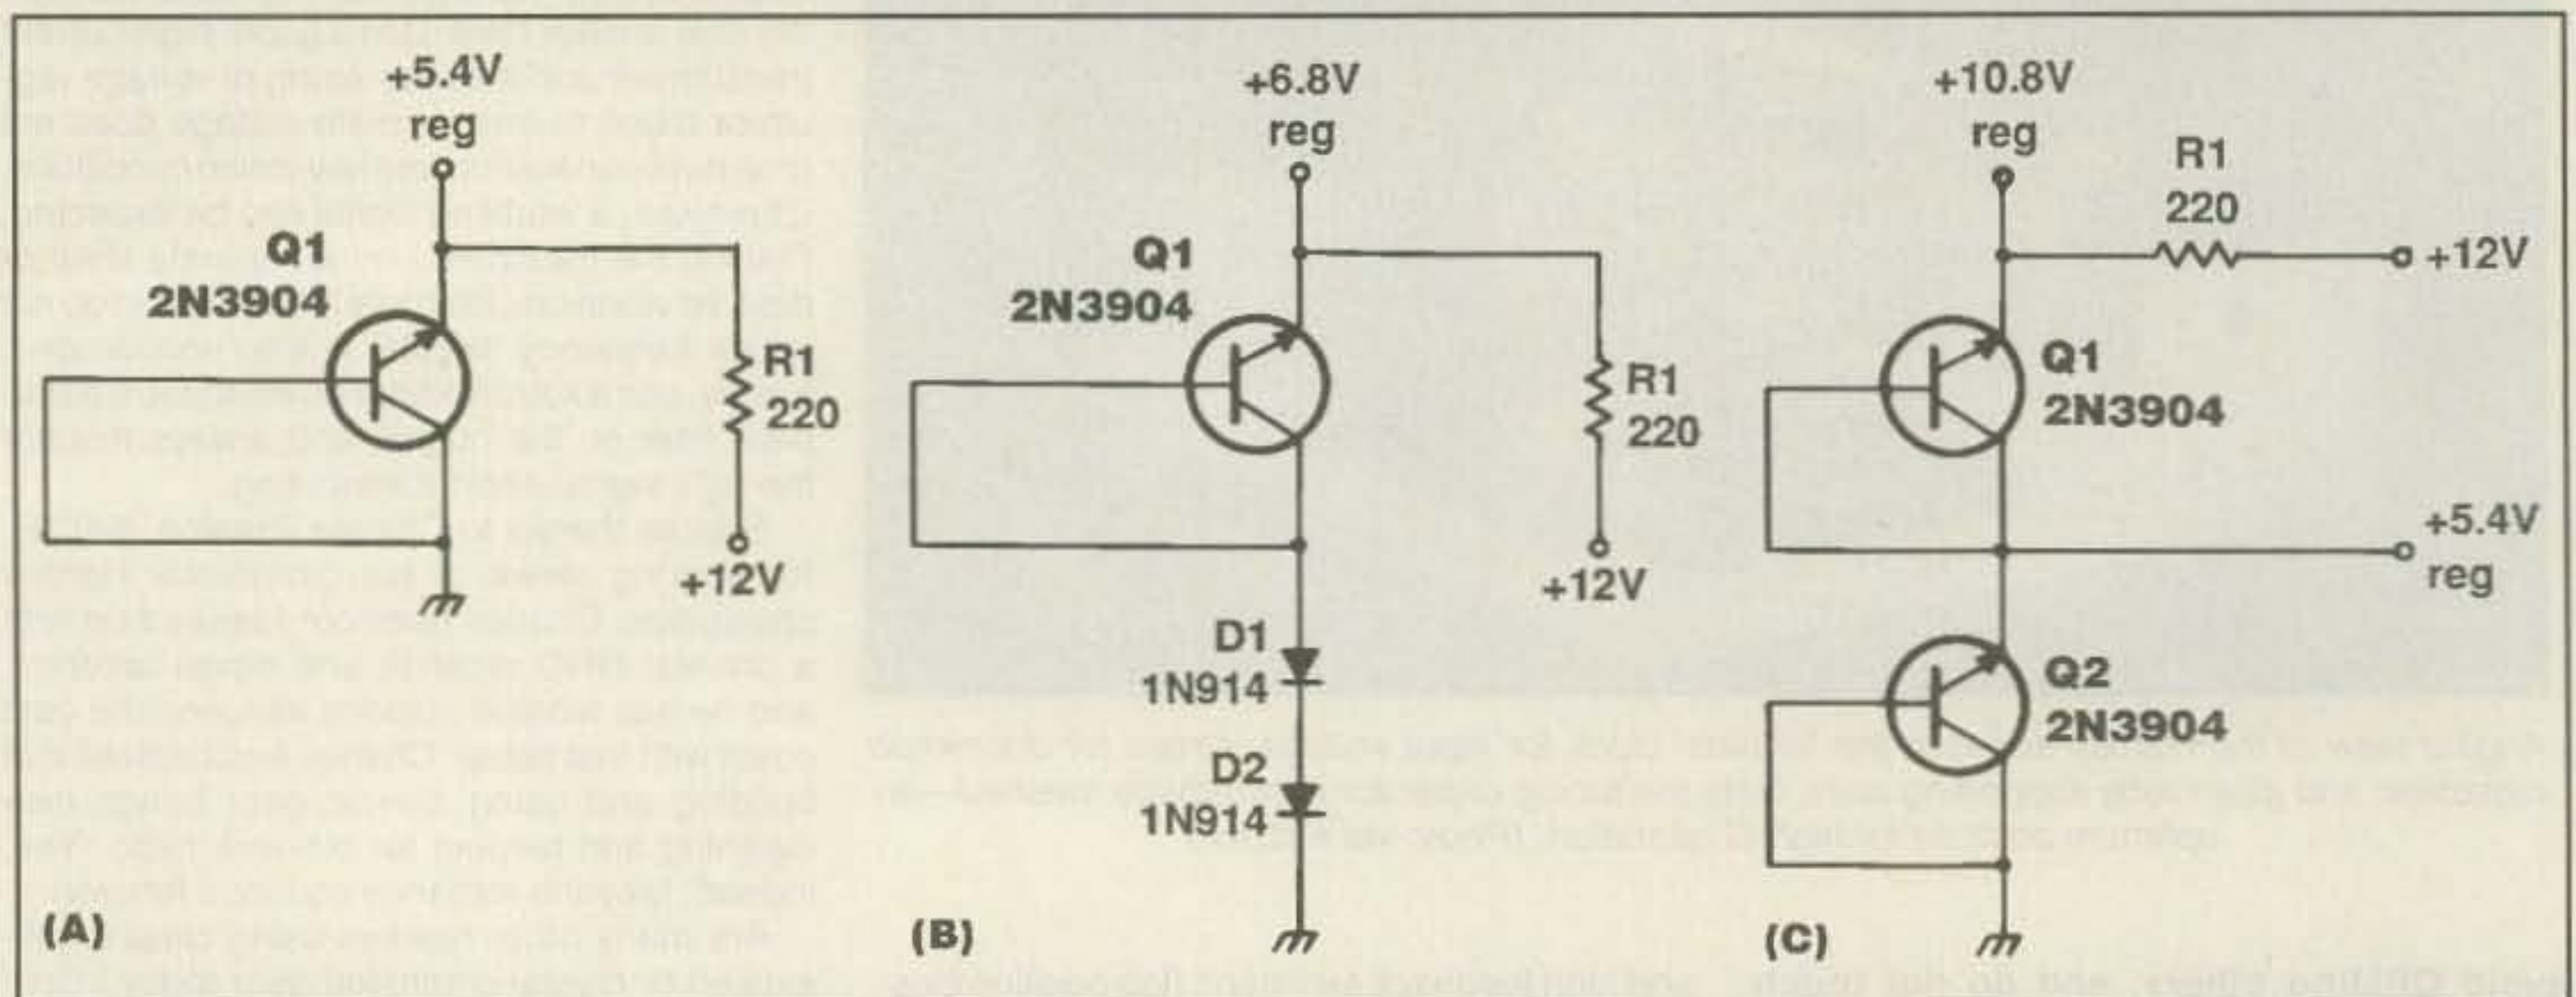 +5.4V
reg
Q1
2N3904
R1
220
+12V
(A)
+6.8V
reg
Q1
2N3904
R1
220
+12V
D1
1N914
D2
1N914
(B)
+10.8V
reg
R1
220
+12V
Q1
2N3904
+5.4V
reg
Q2
2N3904
(C)